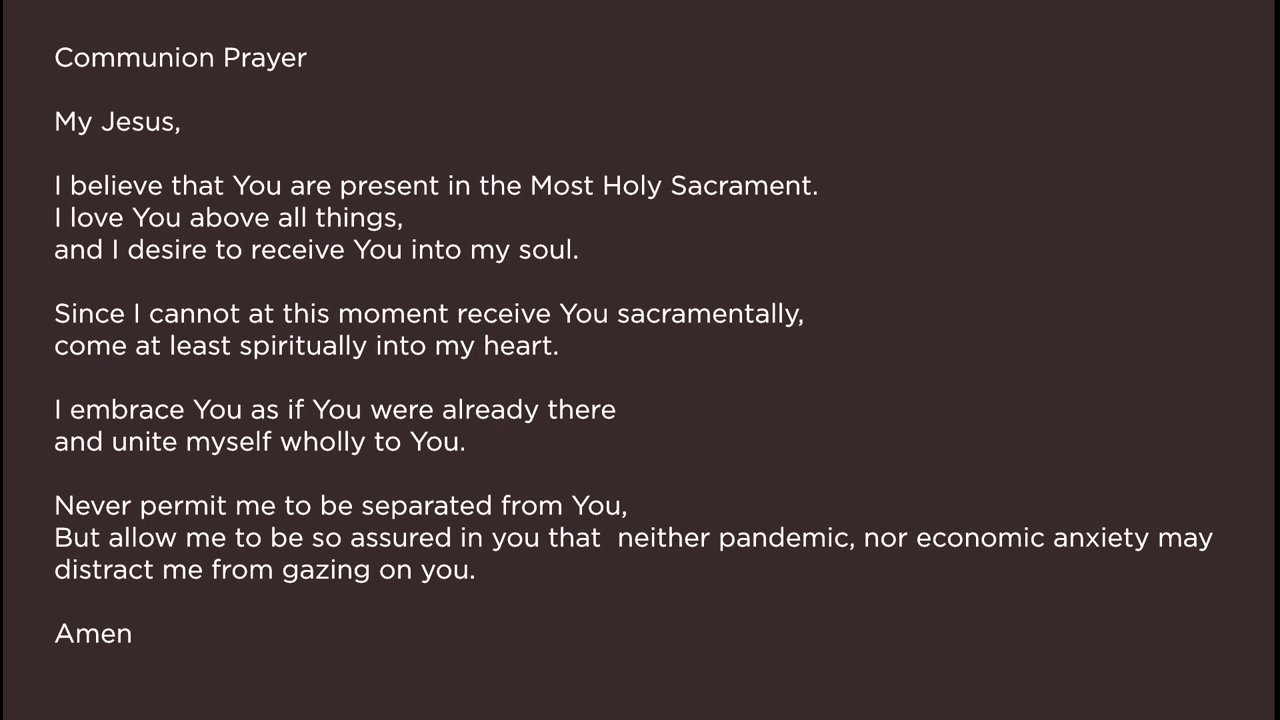 Communion Prayer
My Jesus,
I believe that You are present in the Most Holy Sacrament.
I love You above all things,
and I desire to receive You into my soul.
Since I cannot at this moment receive You sacramentally,
come at least spiritually into my heart.
I embrace You as if You were already there
and unite myself wholly to You.
Never permit me to be separated from You,
But allow me to be so assured in you that  neither pandemic, nor economic anxiety may
distract me from gazing on you.
Amen